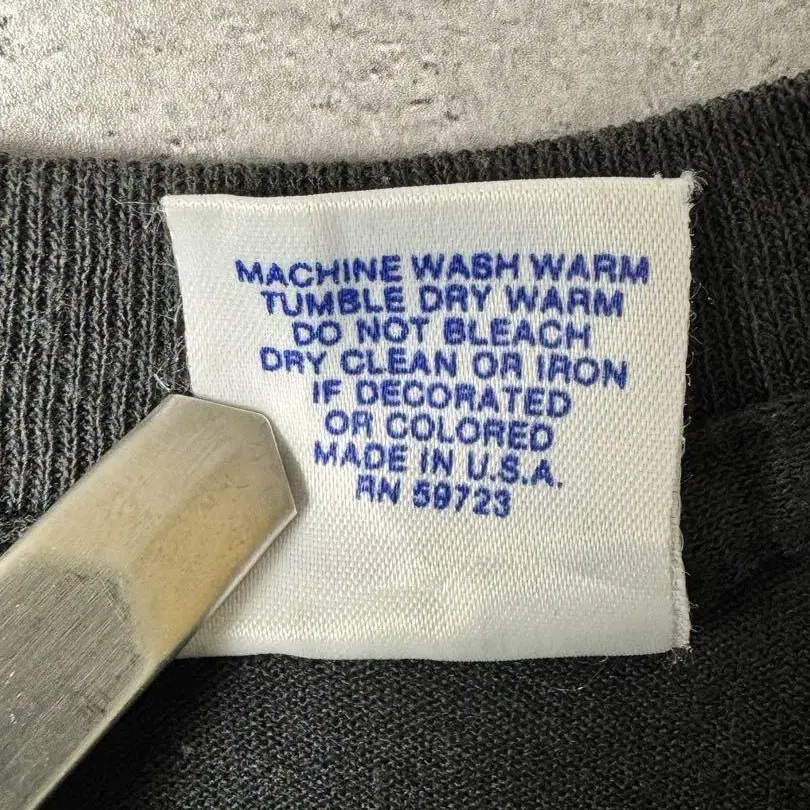 MACHINE WASH WARM
TUMBLE DRY WARM
DO NOT BLEACH
DRY CLEAN OR IRON
IF DECORATED
OR COLORED
MADE IN U.S.A.
RN 59723